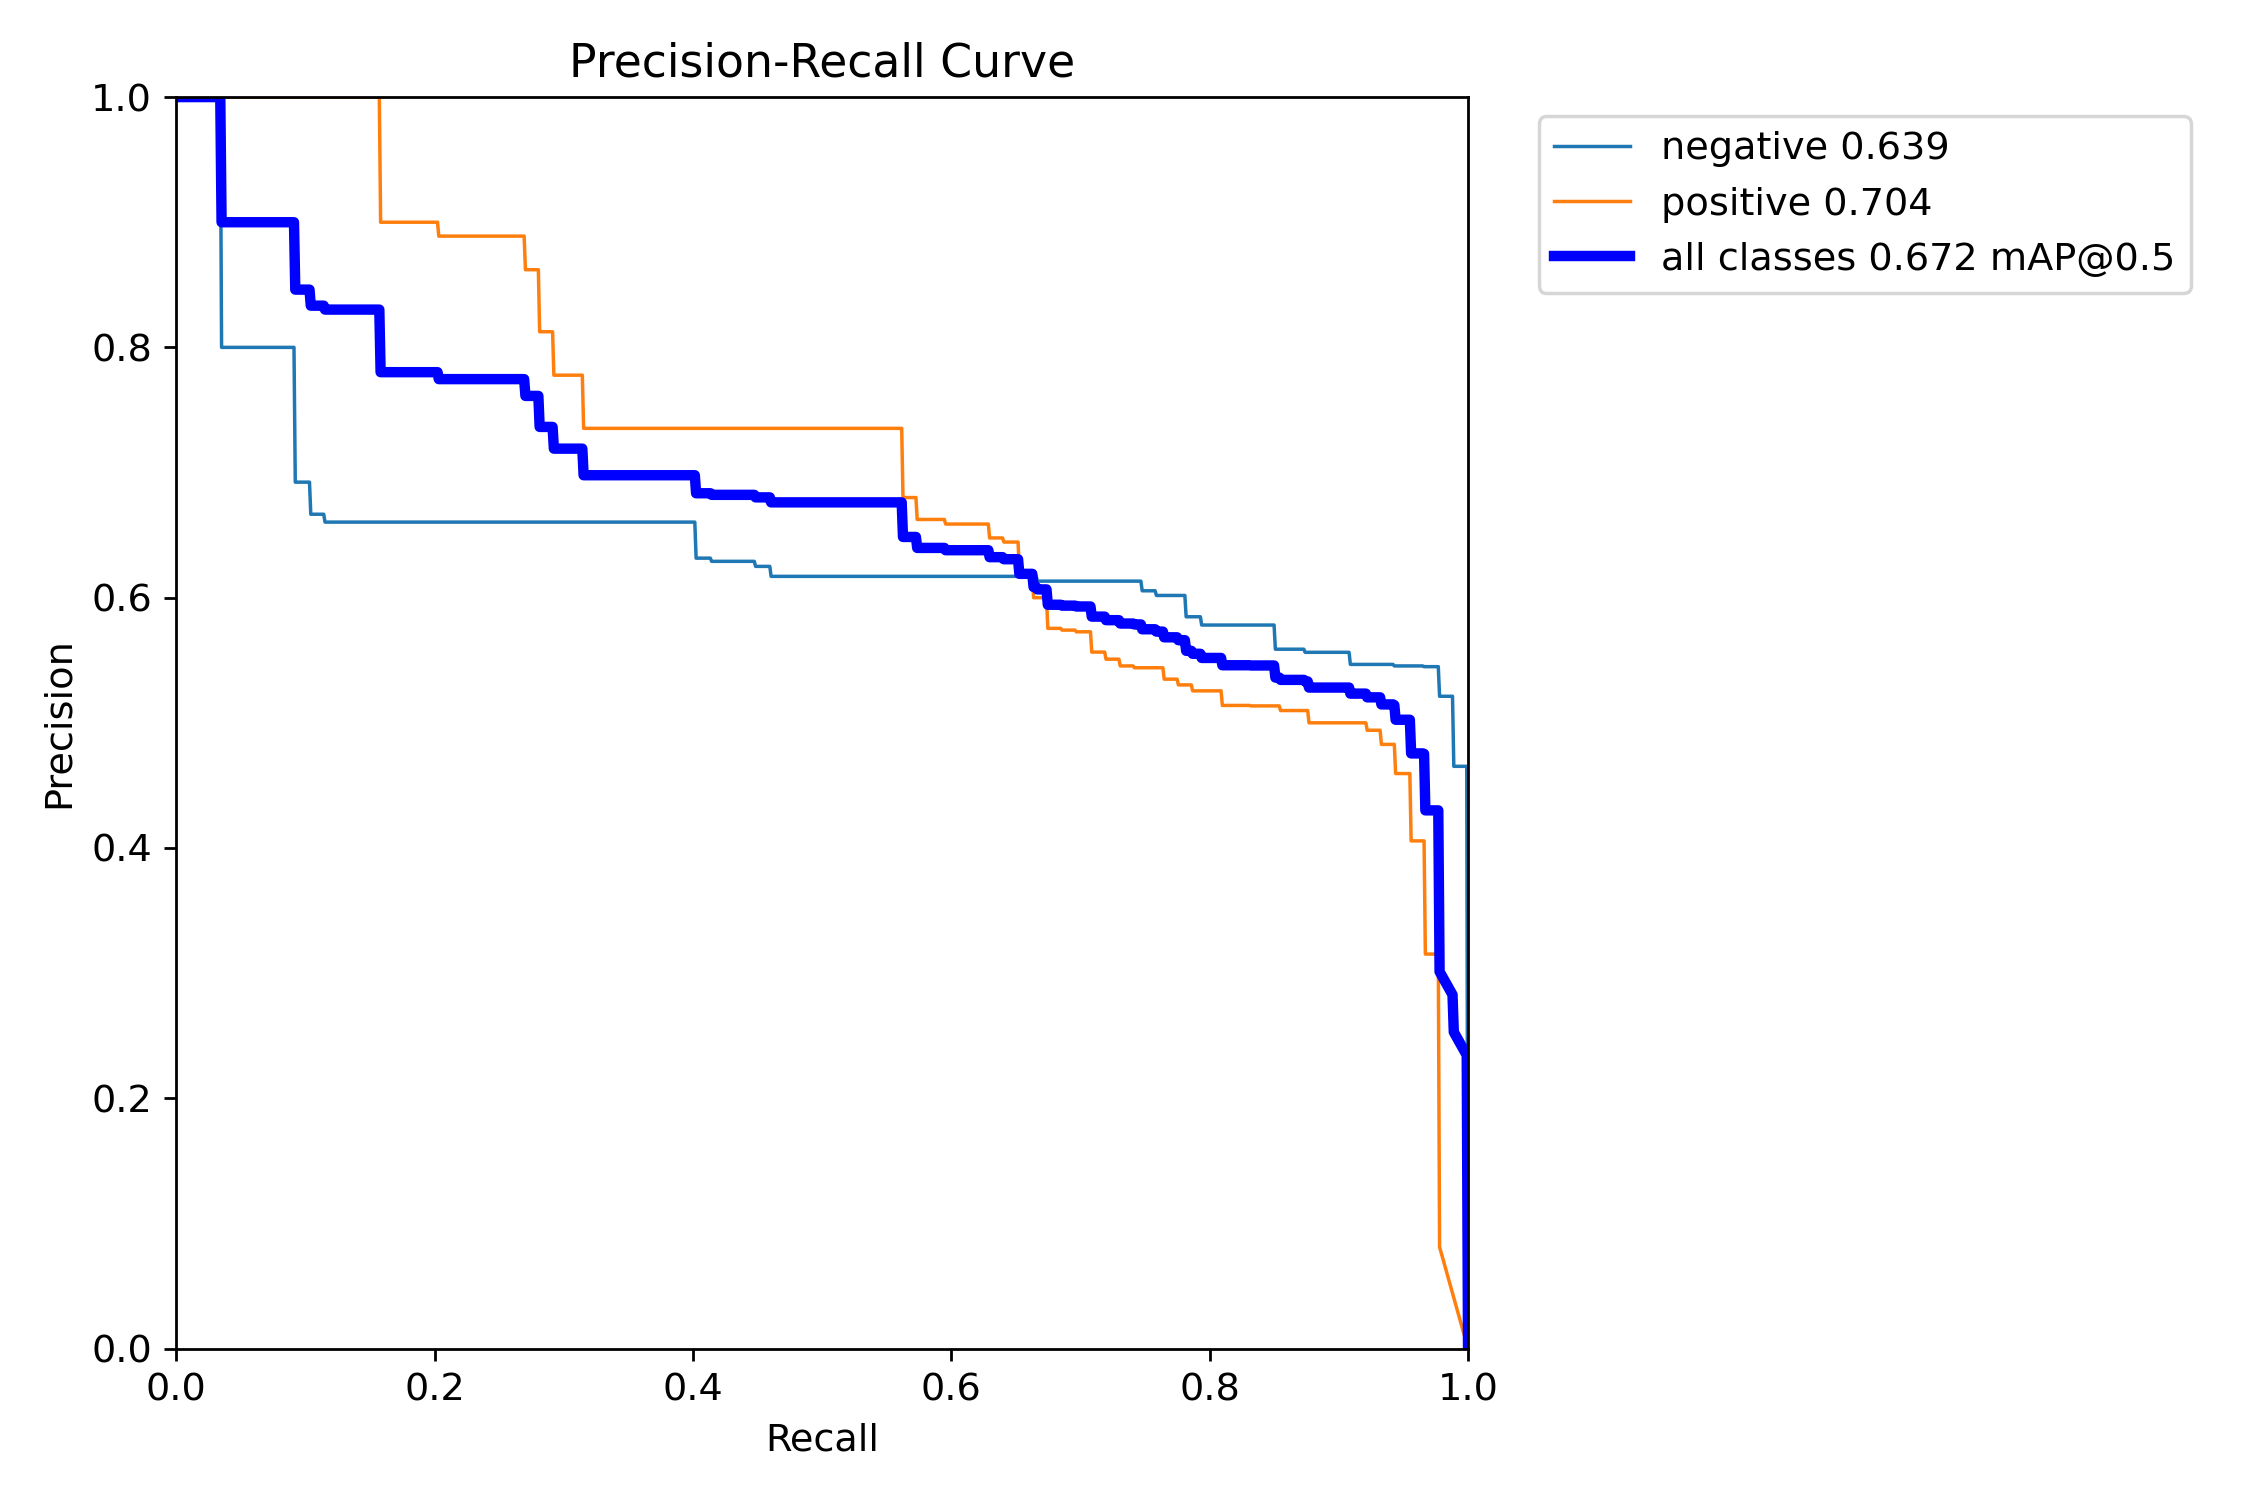 Precision-Recall Curve
1.0
0.8
0.6
0.4
0.2
0.0
Precision
0.0 0.2 0.4 0.6 0.8 1.0
Recall
negative 0.639
positive 0.704
all classes 0.672 mAP@0.5